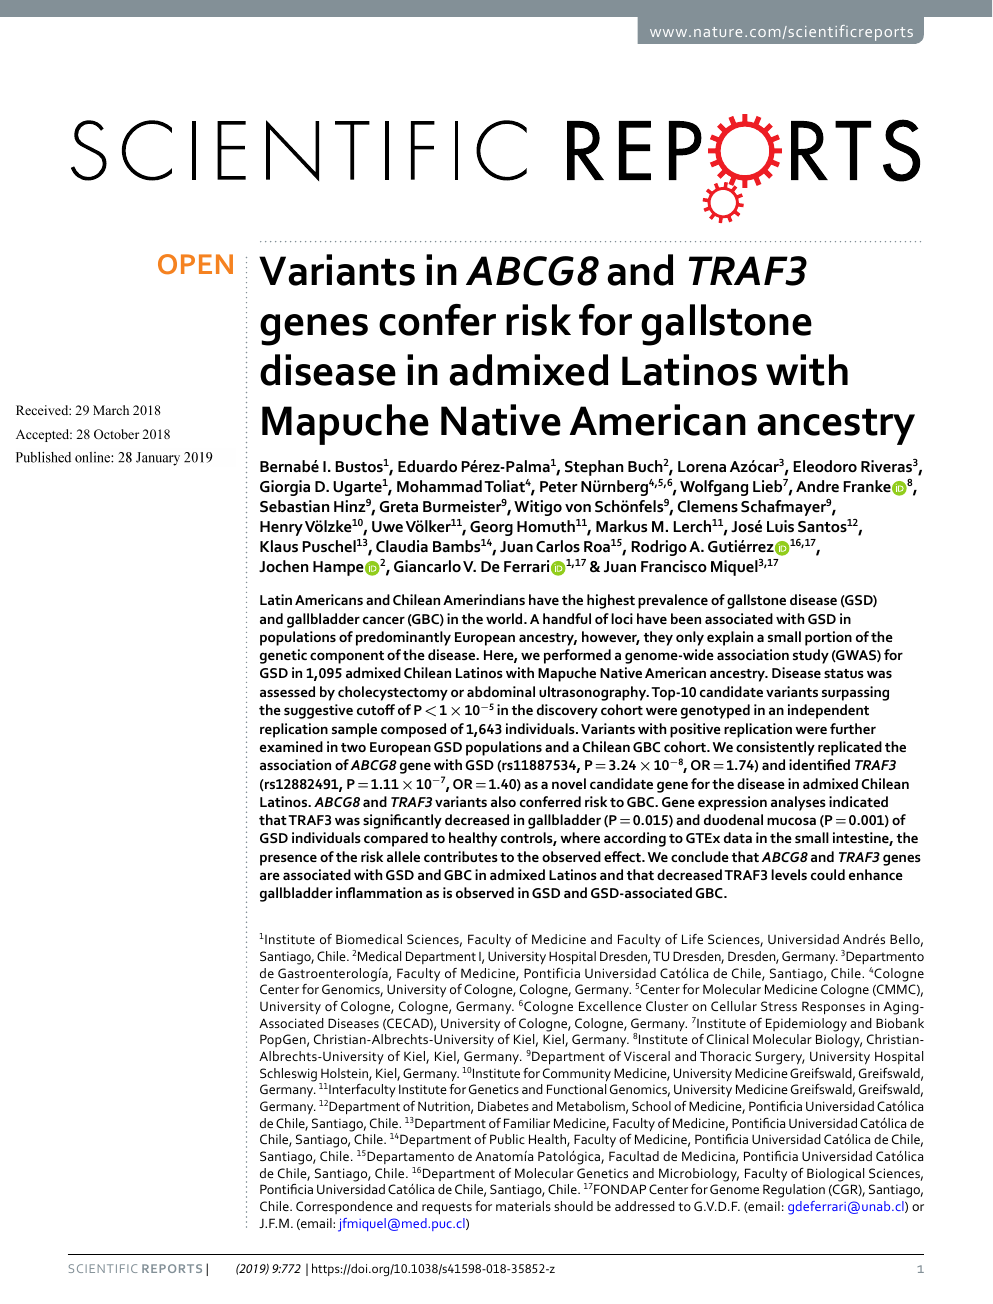 www.nature.com/scientificreports
SCIENTIFIC REPORTS
OPEN
Variants in ABCG8 and TRAF3
genes confer risk for gallstone
disease in admixed Latinos with
Mapuche Native American ancestry
Received: 29 March 2018
Accepted: 28 October 2018
Published online: 28 January 2019
Bernabé I. Bustos1, Eduardo Pérez-Palma1, Stephan Buch2, Lorena Azócar3, Eleodoro Riveras3,
Giorgia D. Ugarte1, Mohammad Toliat4, Peter Nürnberg4,5,6, Wolfgang Lieb7, Andre Franke iD 8,
Sebastian Hinz9, Greta Burmeister9, Witigo von Schönfels9, Clemens Schafmayer9,
Henry Völzke10, Uwe Völker11, Georg Homuth11, Markus M. Lerch11, José Luis Santos12,
Klaus Puschel13, Claudia Bambs14, Juan Carlos Roa15, Rodrigo A. Gutiérrez iD 16,17,
Jochen Hampe iD 2, Giancarlo V. De Ferrari iD 1,17 & Juan Francisco Miquel3,17
Latin Americans and Chilean Amerindians have the highest prevalence of gallstone disease (GSD)
and gallbladder cancer (GBC) in the world. A handful of loci have been associated with GSD in
populations of predominantly European ancestry, however, they only explain a small portion of the
genetic component of the disease. Here, we performed a genome-wide association study (GWAS) for
GSD in 1,095 admixed Chilean Latinos with Mapuche Native American ancestry. Disease status was
assessed by cholecystectomy or abdominal ultrasonography. Top-10 candidate variants surpassing
the suggestive cutoff of P < 1 × 10−5 in the discovery cohort were genotyped in an independent
replication sample composed of 1,643 individuals. Variants with positive replication were further
examined in two European GSD populations and a Chilean GBC cohort. We consistently replicated the
association of ABCG8 gene with GSD (rs11887534, P = 3.24 × 10−8, OR = 1.74) and identified TRAF3
(rs12882491, P = 1.11 × 10−7, OR = 1.40) as a novel candidate gene for the disease in admixed Chilean
Latinos. ABCG8 and TRAF3 variants also conferred risk to GBC. Gene expression analyses indicated
that TRAF3 was significantly decreased in gallbladder (P = 0.015) and duodenal mucosa (P = 0.001) of
GSD individuals compared to healthy controls, where according to GTEx data in the small intestine, the
presence of the risk allele contributes to the observed effect. We conclude that ABCG8 and TRAF3 genes
are associated with GSD and GBC in admixed Latinos and that decreased TRAF3 levels could enhance
gallbladder inflammation as is observed in GSD and GSD-associated GBC.
1Institute of Biomedical Sciences, Faculty of Medicine and Faculty of Life Sciences, Universidad Andrés Bello,
Santiago, Chile. 2Medical Department I, University Hospital Dresden, TU Dresden, Dresden, Germany. 3Departmento
de Gastroenterología, Faculty of Medicine, Pontificia Universidad Católica de Chile, Santiago, Chile. 4Cologne
Center for Genomics, University of Cologne, Cologne, Germany. 5Center for Molecular Medicine Cologne (CMMC),
University of Cologne, Cologne, Germany. 6Cologne Excellence Cluster on Cellular Stress Responses in Aging-
Associated Diseases (CECAD), University of Cologne, Cologne, Germany. 7Institute of Epidemiology and Biobank
PopGen, Christian-Albrechts-University of Kiel, Kiel, Germany. 8Institute of Clinical Molecular Biology, Christian-
Albrechts-University of Kiel, Kiel, Germany. 9Department of Visceral and Thoracic Surgery, University Hospital
Schleswig Holstein, Kiel, Germany. 10Institute for Community Medicine, University Medicine Greifswald, Greifswald,
Germany. 11Interfaculty Institute for Genetics and Functional Genomics, University Medicine Greifswald, Greifswald,
Germany. 12Department of Nutrition, Diabetes and Metabolism, School of Medicine, Pontificia Universidad Católica
de Chile, Santiago, Chile. 13Department of Familiar Medicine, Faculty of Medicine, Pontificia Universidad Católica de
Chile, Santiago, Chile. 14Department of Public Health, Faculty of Medicine, Pontificia Universidad Católica de Chile,
Santiago, Chile. 15Departamento de Anatomía Patológica, Facultad de Medicina, Pontificia Universidad Católica
de Chile, Santiago, Chile. 16Department of Molecular Genetics and Microbiology, Faculty of Biological Sciences,
Pontificia Universidad Católica de Chile, Santiago, Chile. 17FONDAP Center for Genome Regulation (CGR), Santiago,
Chile. Correspondence and requests for materials should be addressed to G.V.D.F. (email: gdeferrari@unab.cl) or
J.F.M. (email: jfmiquel@med.puc.cl)
SCIENTIFIC REPORTS | (2019) 9:772 | https://doi.org/10.1038/s41598-018-35852-z 1